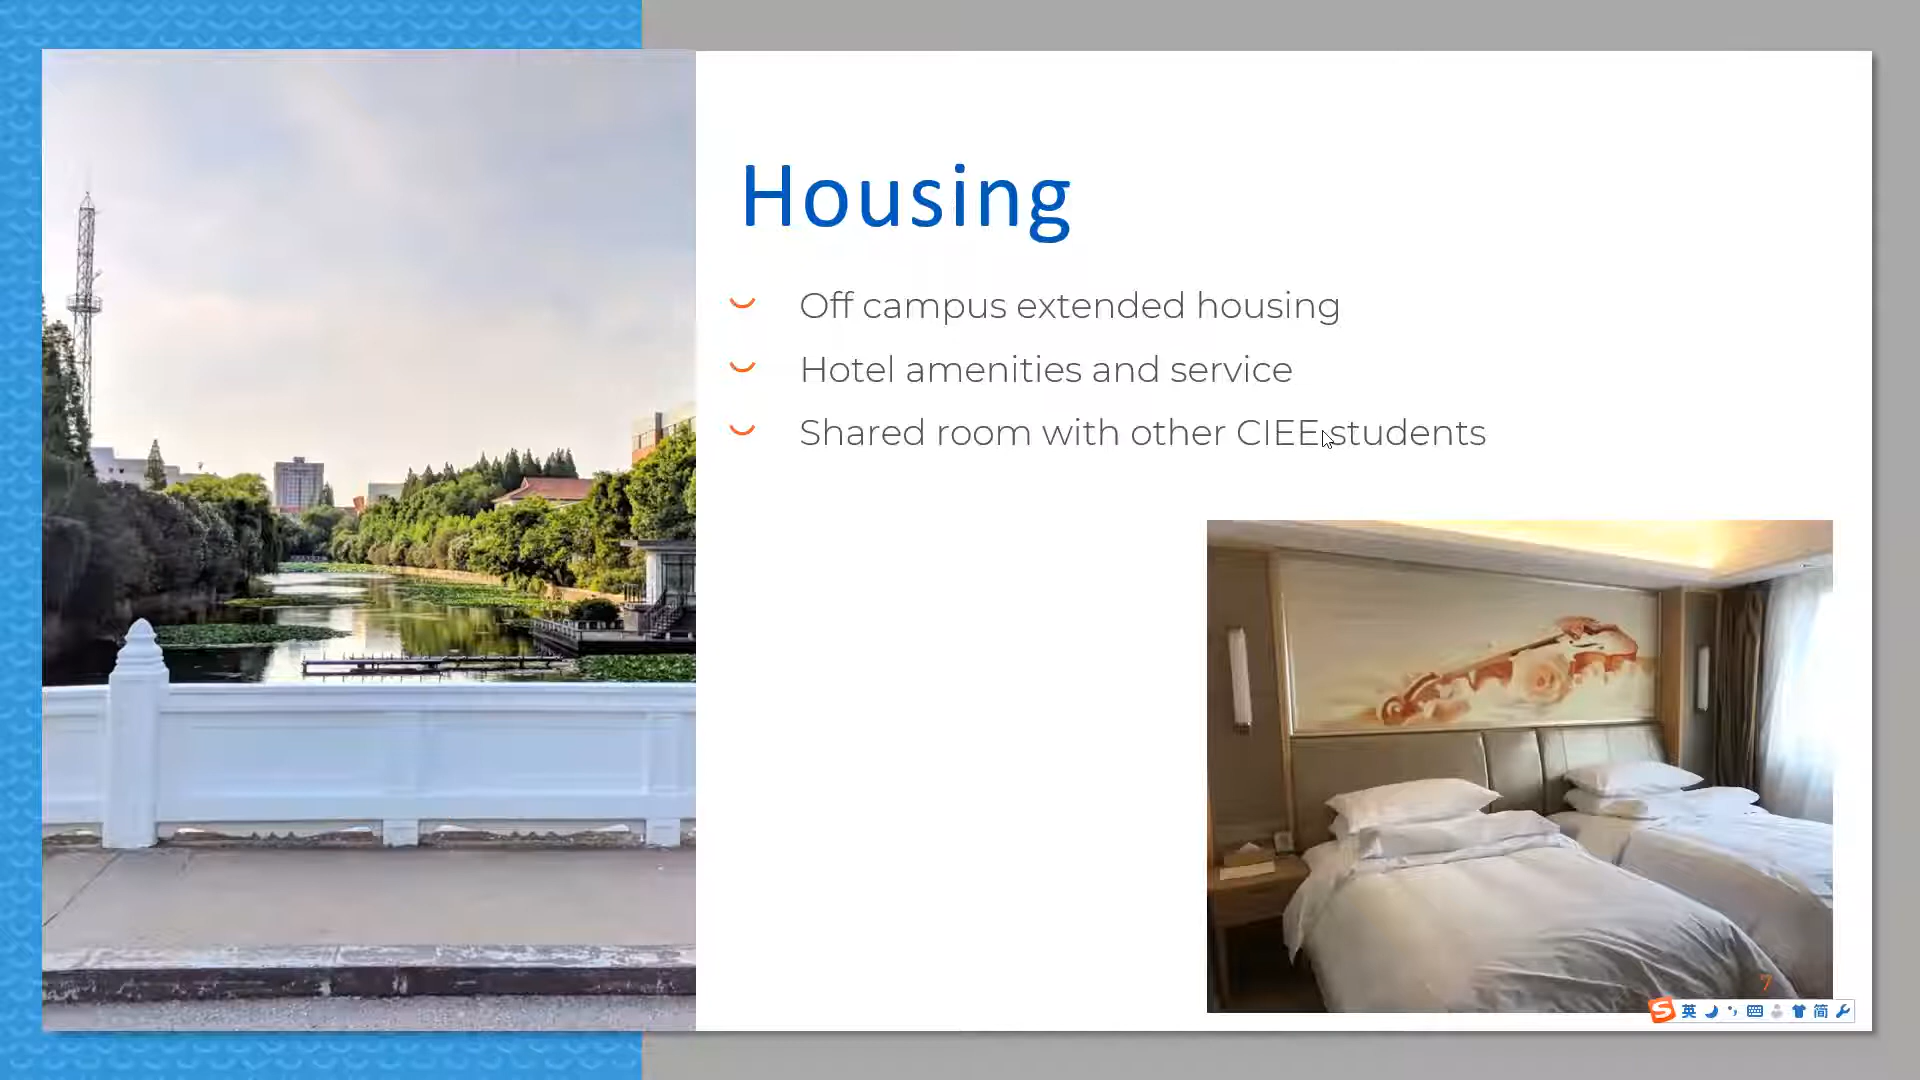 Housing
Off campus extended housing
Hotel amenities and service
Shared room with other CIEE students
7
S 英 简